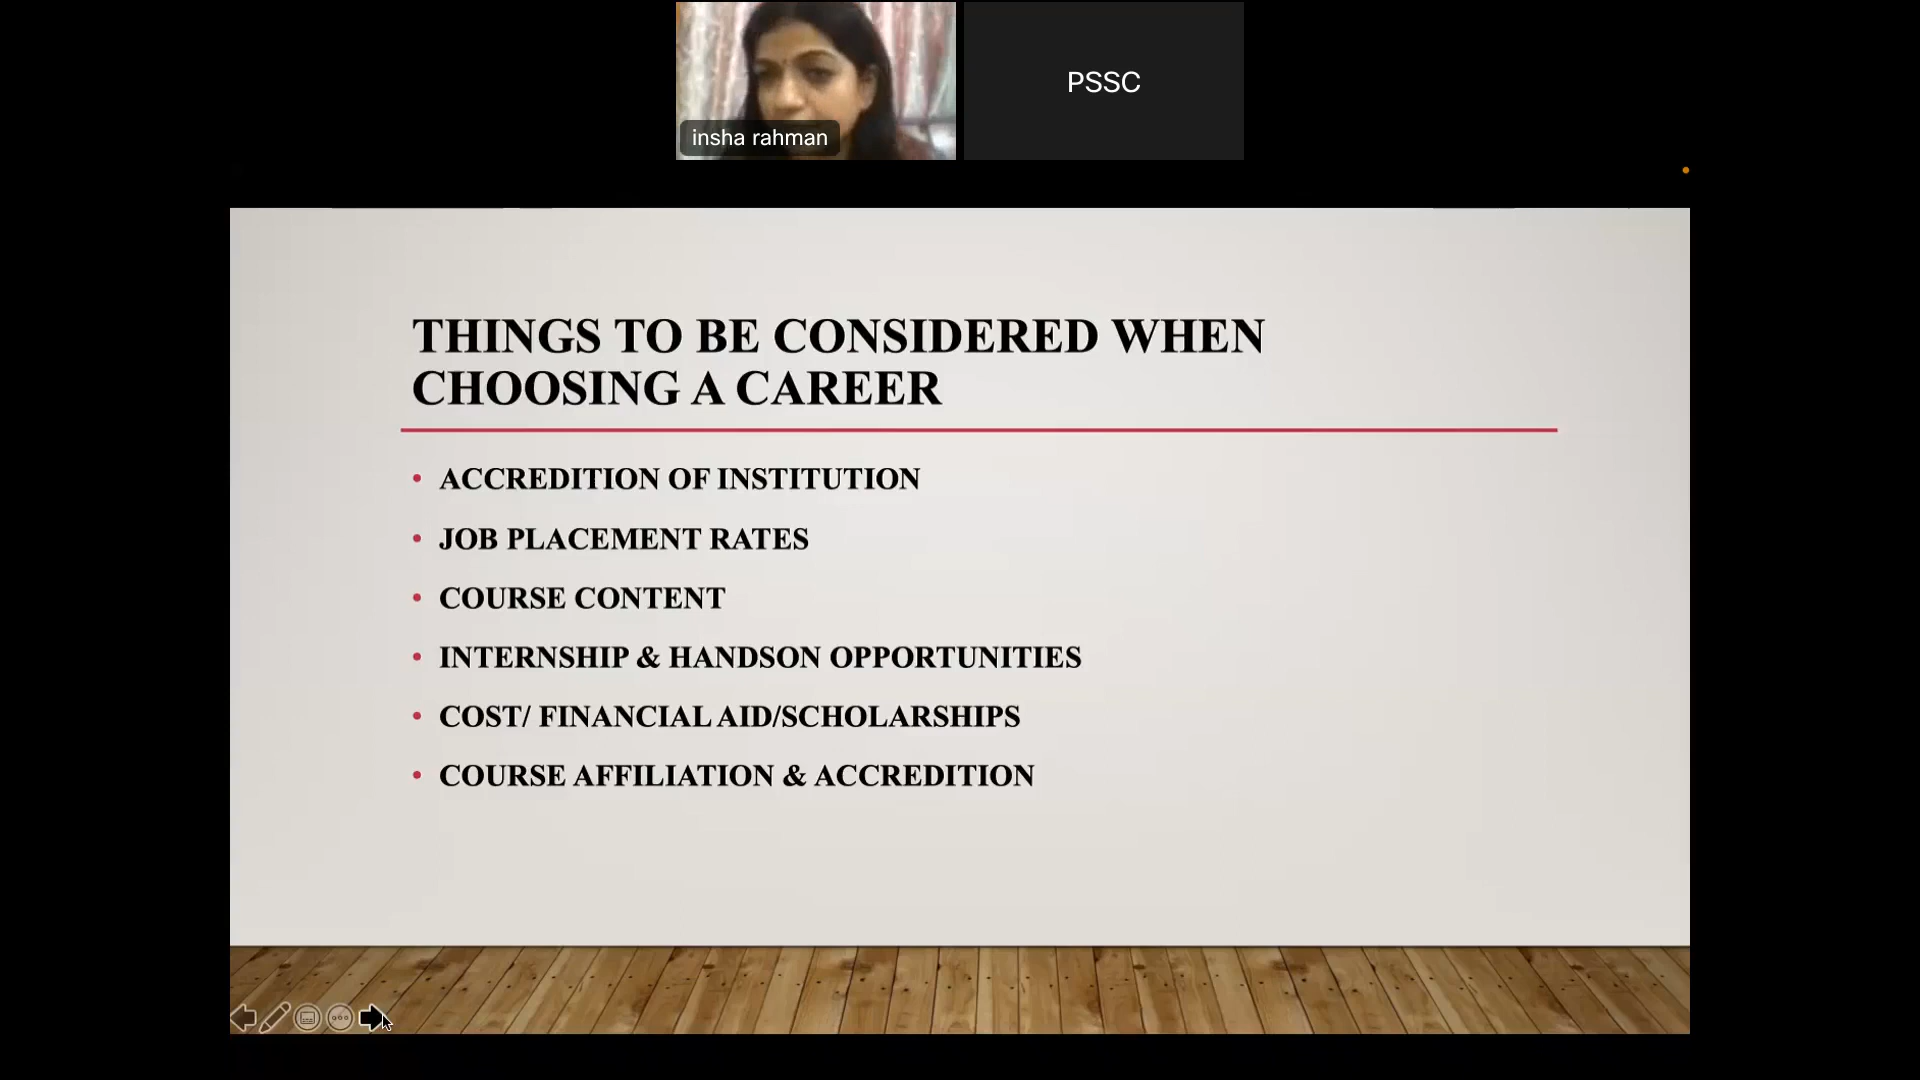 insha rahman
PSSC
THINGS TO BE CONSIDERED WHEN
CHOOSING A CAREER
• ACCREDITION OF INSTITUTION
• JOB PLACEMENT RATES
• COURSE CONTENT
• INTERNSHIP & HANDSON OPPORTUNITIES
• COST/ FINANCIAL AID/SCHOLARSHIPS
• COURSE AFFILIATION & ACCREDITION